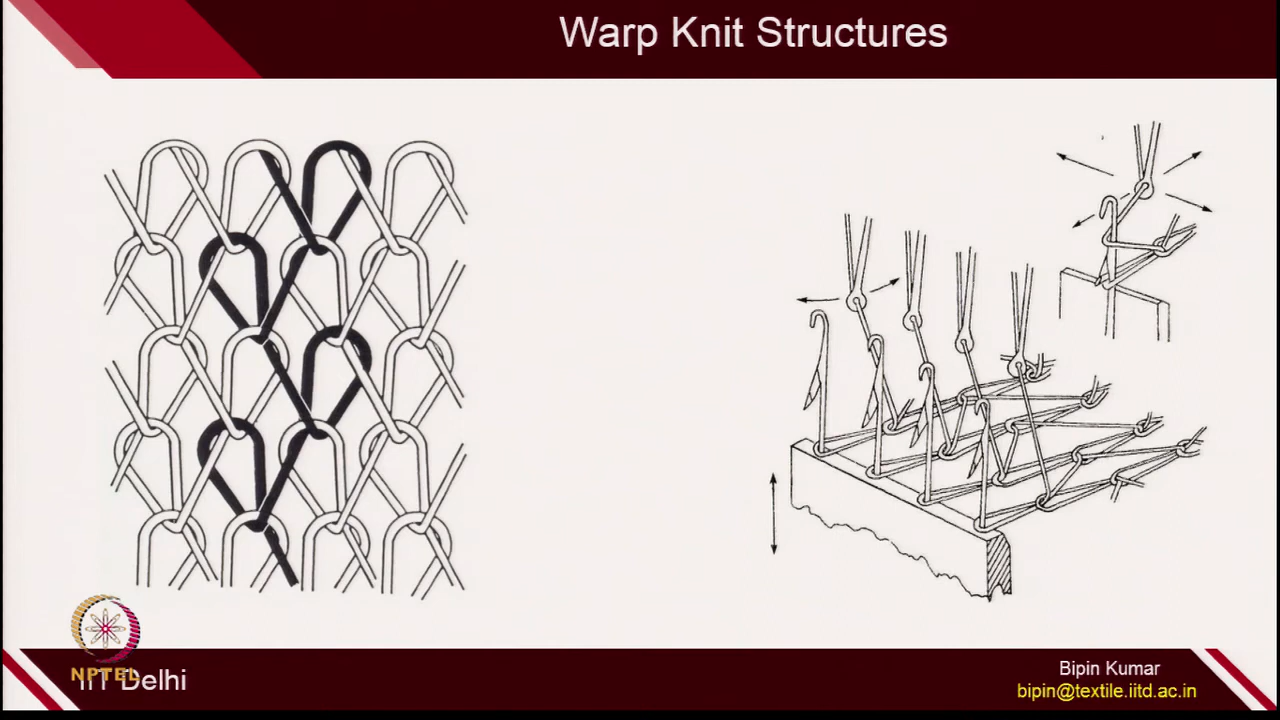 Warp Knit Structures
NPTEL
IIT Delhi
Bipin Kumar
bipin@textile.iitd.ac.in